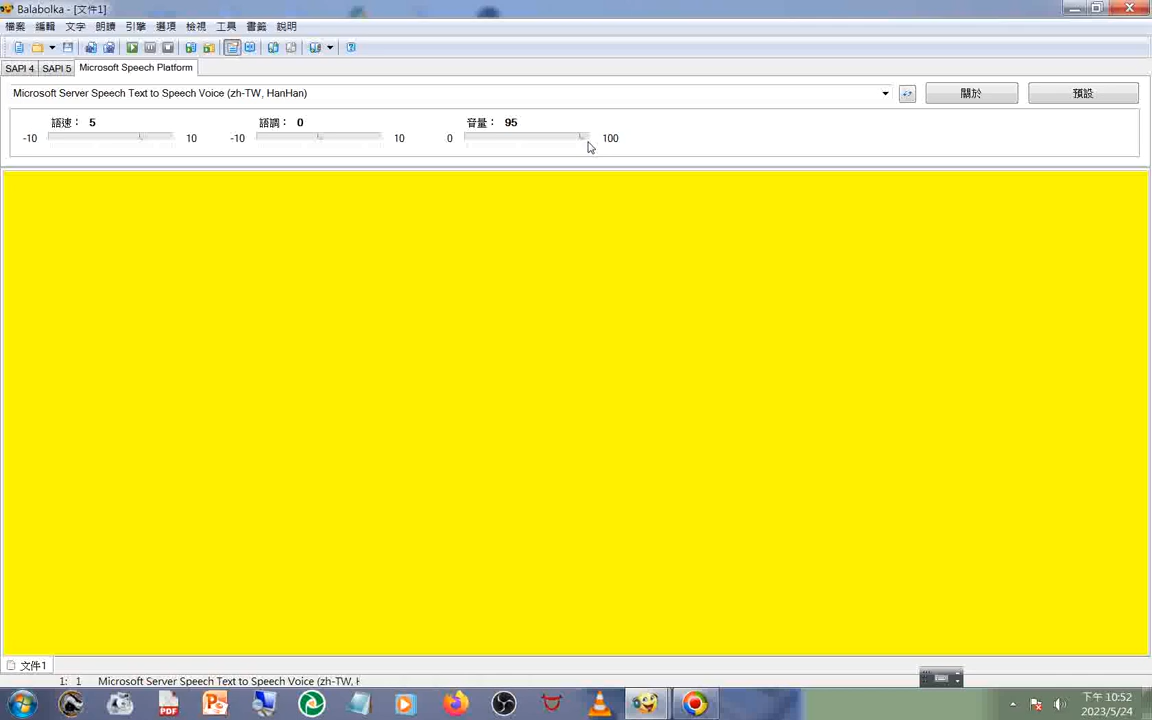 Balabolka - [文件1]
檔案 編輯 文字 朗讀 引擎 選項 檢視 工具 書籤 說明
SAPI 4 SAPI 5 Microsoft Speech Platform
Microsoft Server Speech Text to Speech Voice (zh-TW, HanHan) 關於 預設
語速： 5 語調： 0 音量： 95
-10 10 -10 10 0 100
文件1
1: 1 Microsoft Server Speech Text to Speech Voice (zh-TW, H
PDF
下午 10:52
2023/5/24